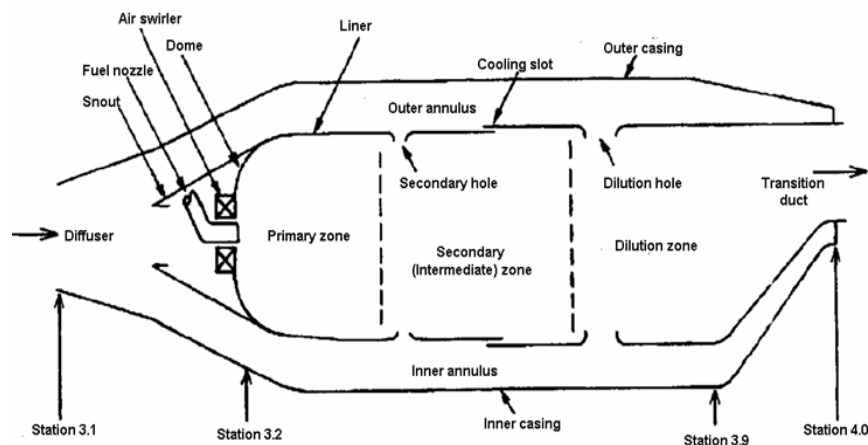 Air swirler
Dome
Fuel nozzle
Snout
Liner
Cooling slot
Outer casing
Outer annulus
Secondary hole
Dilution hole
Transition
duct
Diffuser
Primary zone
Secondary
(Intermediate) zone
Dilution zone
Inner annulus
Inner casing
Station 3.1
Station 3.2
Station 3.9
Station 4.0